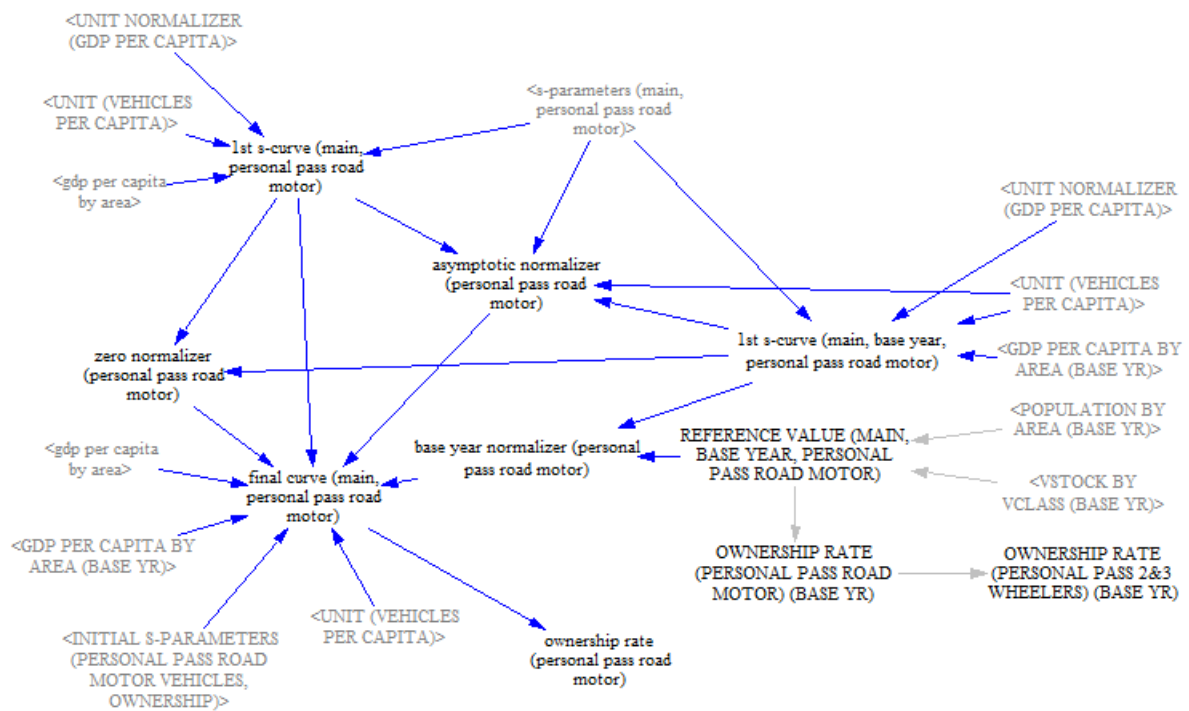 <UNIT NORMALIZER
(GDP PER CAPITA)>
<UNIT (VEHICLES
PER CAPITA)>
<s-parameters (main,
personal pass road
motor)>
1st s-curve (main,
personal pass road
motor)
<gdp per capita
by area>
<UNIT NORMALIZER
(GDP PER CAPITA)>
asymptotic normalizer
(personal pass road
motor)
<UNIT (VEHICLES
PER CAPITA)>
zero normalizer
(personal pass road
motor)
1st s-curve (main, base year,
personal pass road motor)
<GDP PER CAPITA BY
AREA (BASE YR)>
<POPULATION BY
AREA (BASE YR)>
<gdp per capita
by area>
base year normalizer (personal
pass road motor)
REFERENCE VALUE (MAIN,
BASE YEAR, PERSONAL
PASS ROAD MOTOR)
final curve (main,
personal pass road
motor)
<VSTOCK BY
VCLASS (BASE YR)>
<GDP PER CAPITA BY
AREA (BASE YR)>
OWNERSHIP RATE
(PERSONAL PASS ROAD
MOTOR) (BASE YR)
OWNERSHIP RATE
(PERSONAL PASS 2&3
WHEELERS) (BASE YR)
<UNIT (VEHICLES
PER CAPITA)>
<INITIAL S-PARAMETERS
(PERSONAL PASS ROAD
MOTOR VEHICLES,
OWNERSHIP)>
ownership rate
(personal pass road
motor)